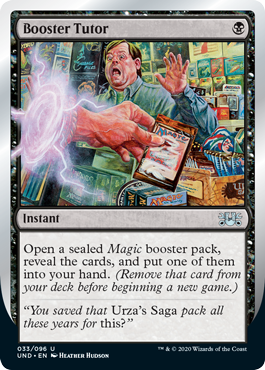 Booster Tutor
MAGIC
Instant
Open a sealed Magic booster pack,
reveal the cards, and put one of them
into your hand. (Remove that card from
your deck before beginning a new game.)
“You saved that Urza’s Saga pack all
these years for this?”
033/096 U
UND • EN HEATHER HUDSON
™ & © 2020 Wizards of the Coast